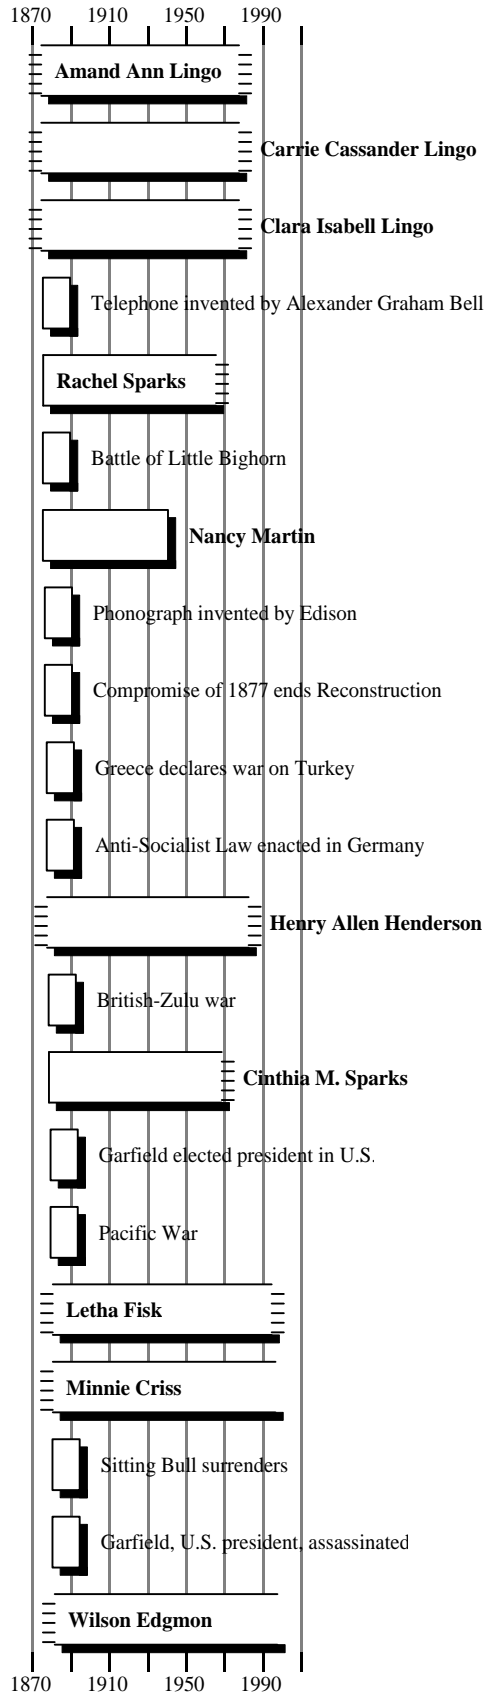 1870 1910 1950 1990
Amand Ann Lingo
Carrie Cassander Lingo
Clara Isabell Lingo
Telephone invented by Alexander Graham Bell
Rachel Sparks
Battle of Little Bighorn
Nancy Martin
Phonograph invented by Edison
Compromise of 1877 ends Reconstruction
Greece declares war on Turkey
Anti-Socialist Law enacted in Germany
Henry Allen Henderson
British-Zulu war
Cinthia M. Sparks
Garfield elected president in U.S.
Pacific War
Letha Fisk
Minnie Criss
Sitting Bull surrenders
Garfield, U.S. president, assassinated
Wilson Edgmon
1870 1910 1950 1990